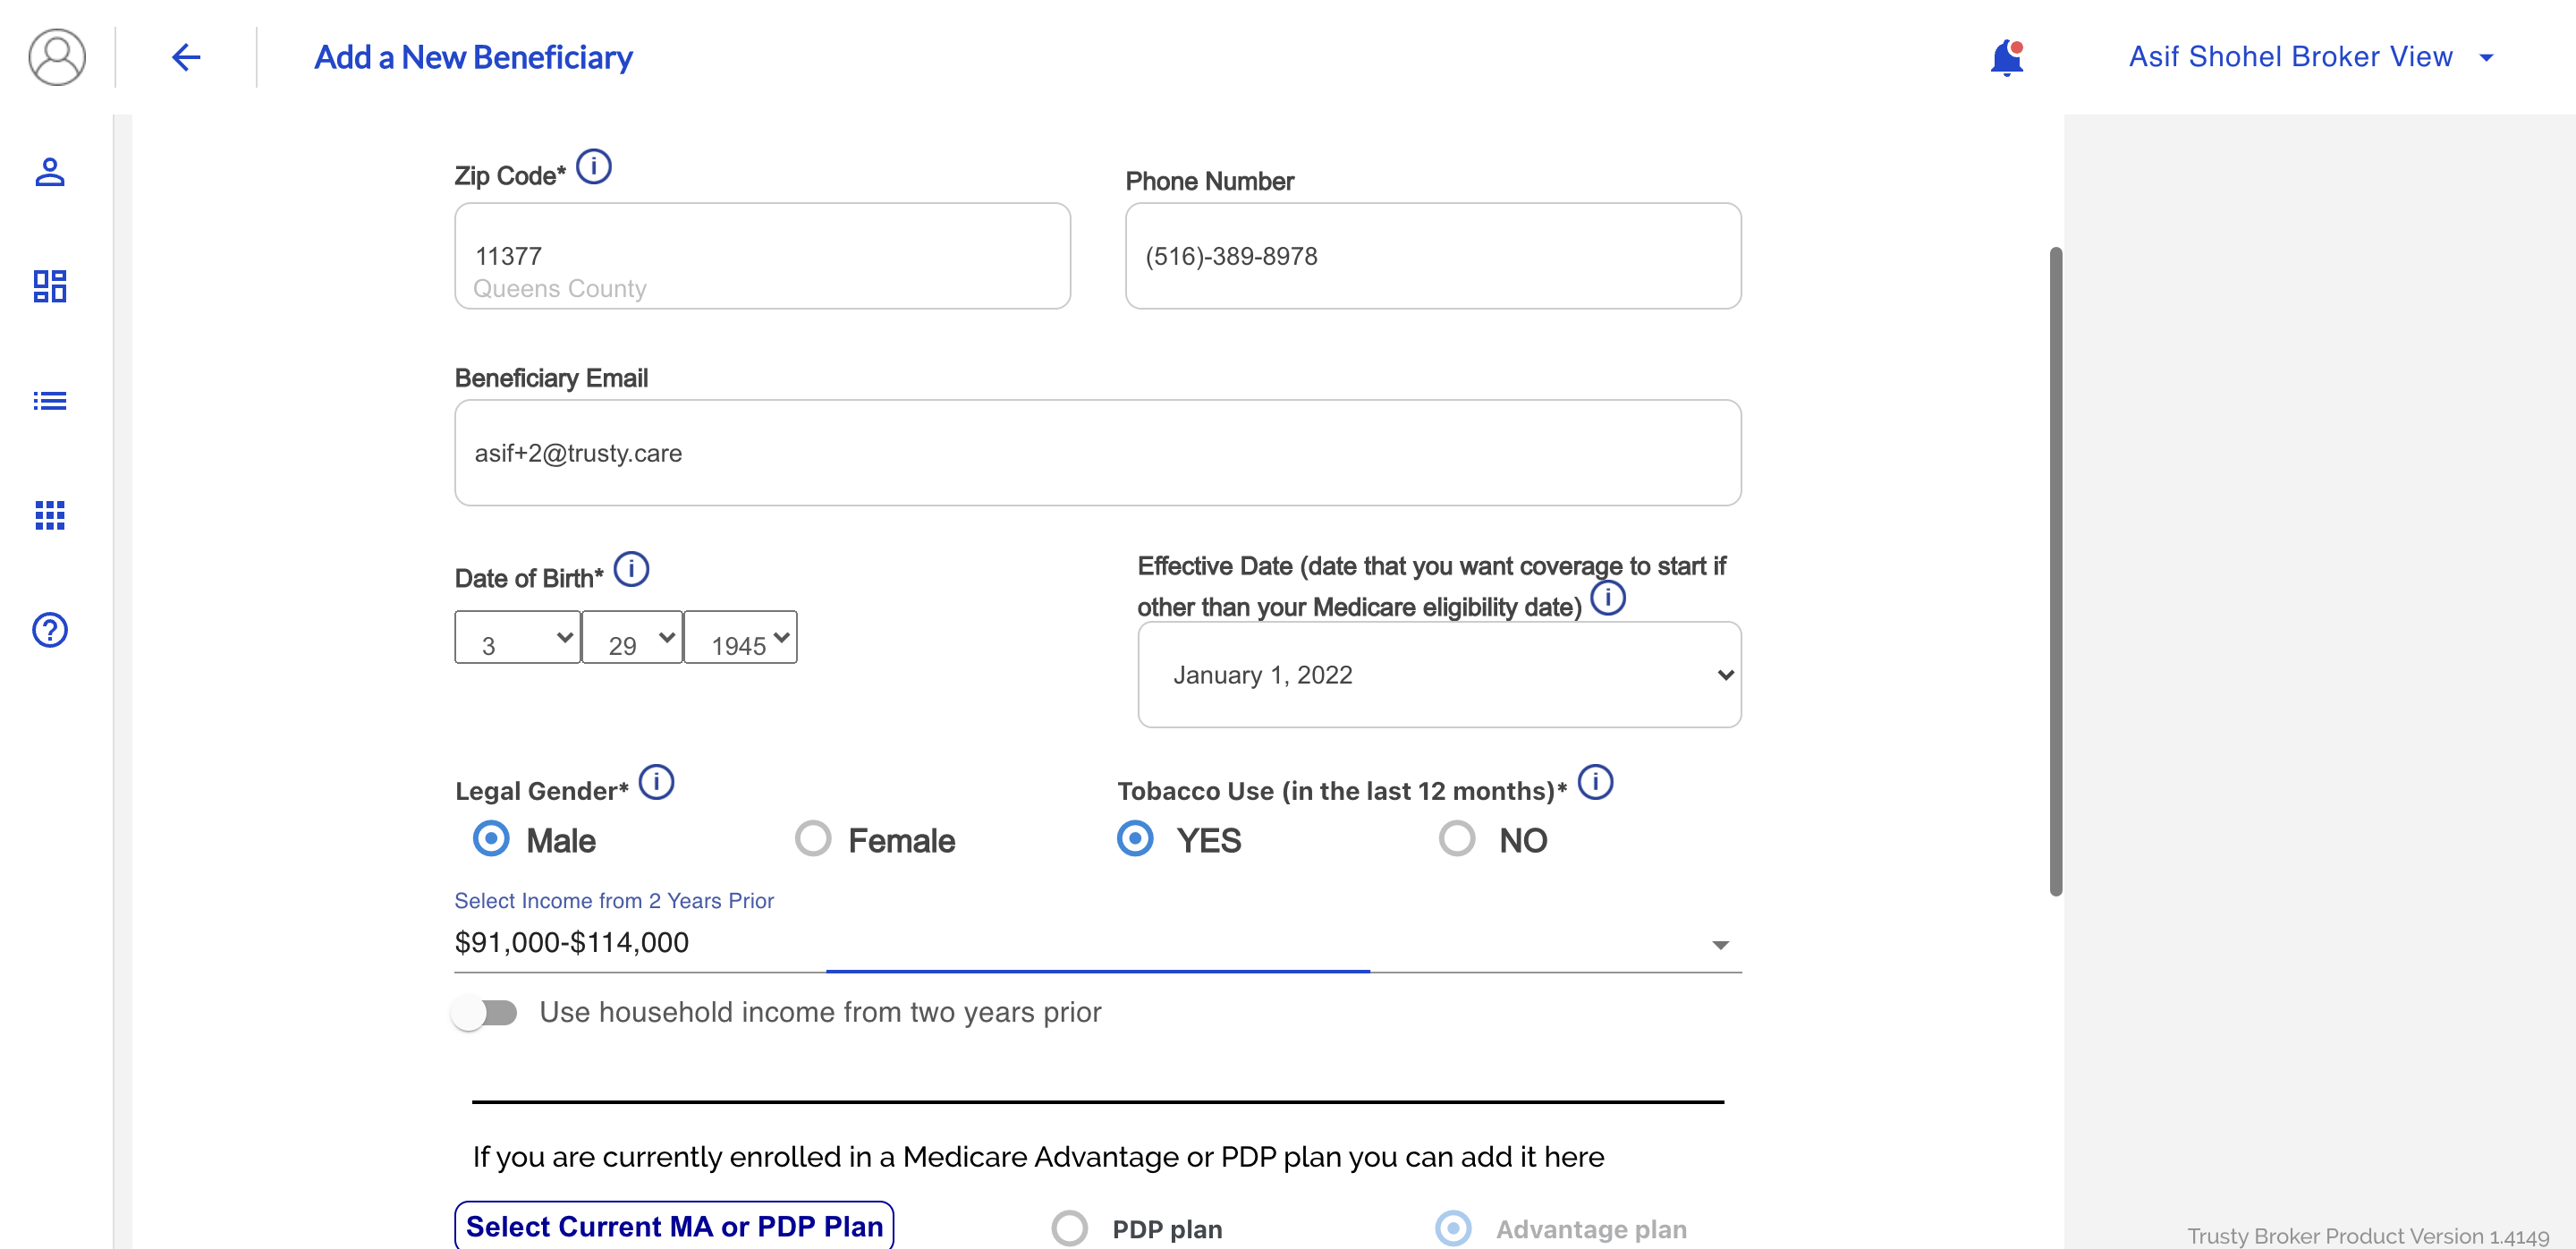 Add a New Beneficiary
Asif Shohel Broker View
Zip Code*
Phone Number
11377
Queens County
(516)-389-8978
Beneficiary Email
asif+2@trusty.care
Date of Birth*
3 29 1945
Effective Date (date that you want coverage to start if
other than your Medicare eligibility date)
January 1, 2022
Legal Gender*
Male Female
Tobacco Use (in the last 12 months)*
YES NO
Select Income from 2 Years Prior
$91,000-$114,000
Use household income from two years prior
If you are currently enrolled in a Medicare Advantage or PDP plan you can add it here
Select Current MA or PDP Plan
PDP plan
Advantage plan
Trusty Broker Product Version 1.4149